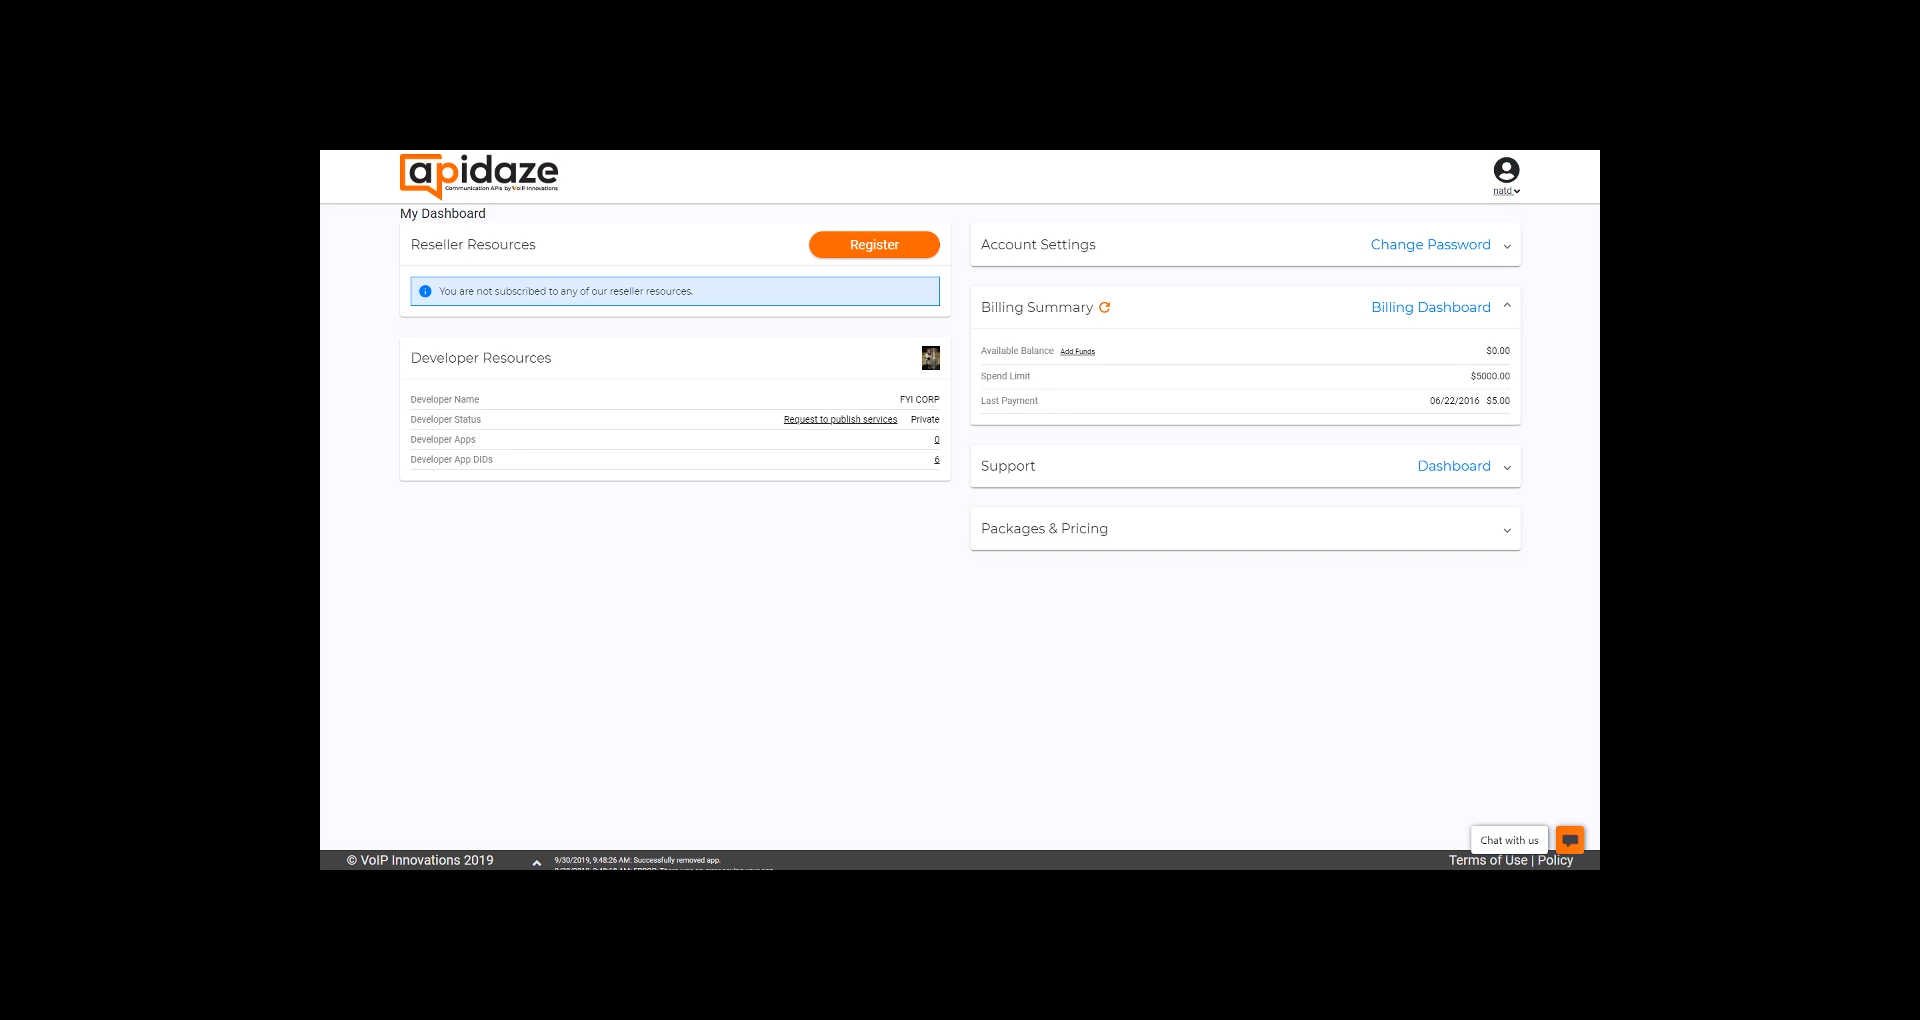 apidaze
Communication APIs by VoIP Innovations
natd
My Dashboard
Reseller Resources
Register
You are not subscribed to any of our reseller resources.
Developer Resources
Developer Name FYI CORP
Developer Status Request to publish services Private
Developer Apps 0
Developer App DIDs 6
Account Settings Change Password
Billing Summary Billing Dashboard
Available Balance Add Funds $0.00
Spend Limit $5000.00
Last Payment 06/22/2016 $5.00
Support Dashboard
Packages & Pricing
Chat with us
© VoIP Innovations 2019
9/30/2019, 9:48:26 AM: Successfully removed app.
Terms of Use | Policy